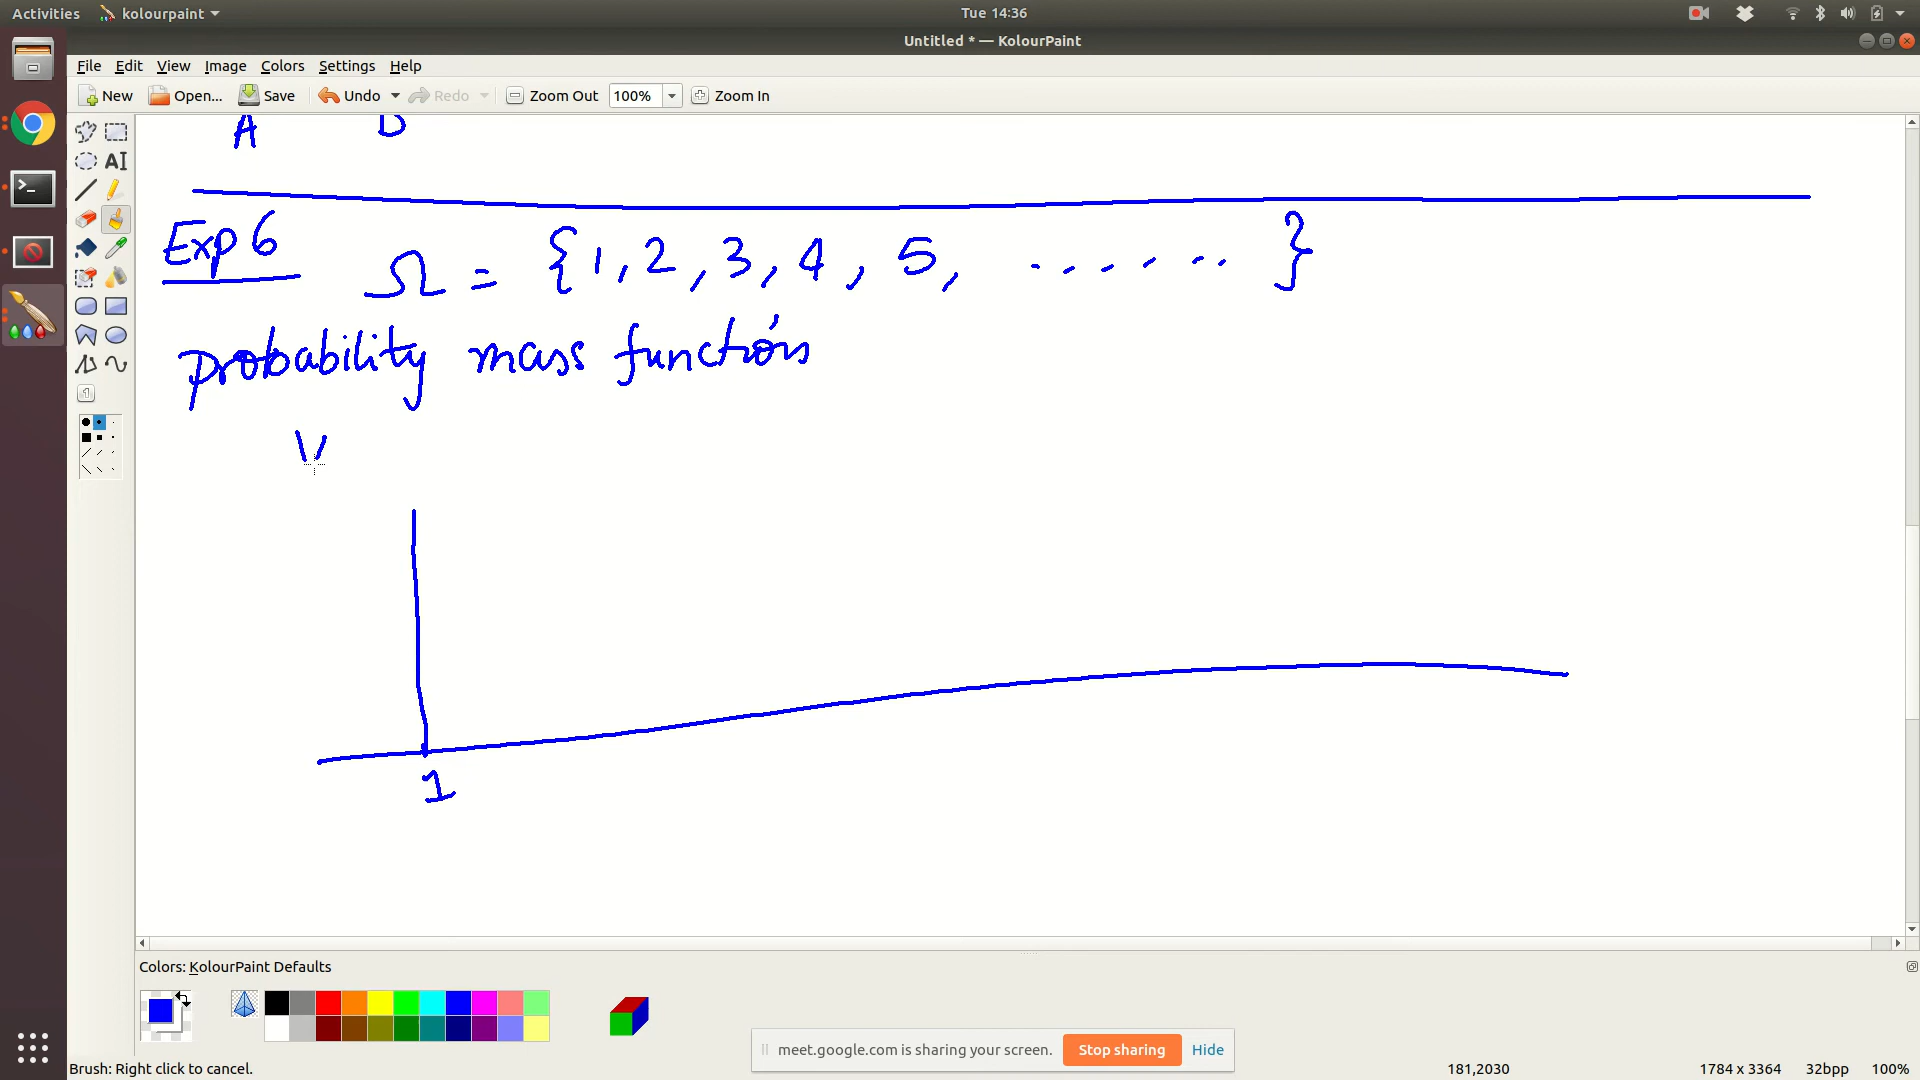 Activities kolourpaint Tue 14:36
Untitled * — KolourPaint
File Edit View Image Colors Settings Help
New Open... Save Undo Redo Zoom Out 100% Zoom In
A
Exp 6 Ω = {1, 2, 3, 4, 5, ....... }
probability mass function
1
Colors: KolourPaint Defaults
meet.google.com is sharing your screen. Stop sharing Hide
Brush: Right click to cancel. 181,2030 1784 x 3364 32bpp 100%